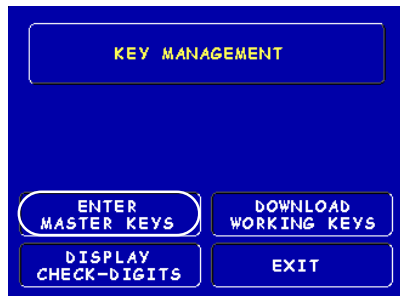 KEY MANAGEMENT
ENTER
MASTER KEYS
DOWNLOAD
WORKING KEYS
DISPLAY
CHECK-DIGITS
EXIT